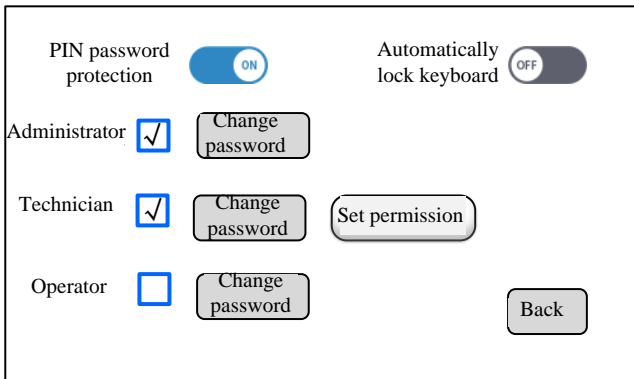 PIN password
protection
ON
Automatically
lock keyboard
OFF
Administrator
√
Change
password
Technician
√
Change
password
Set permission
Operator
Change
password
Back